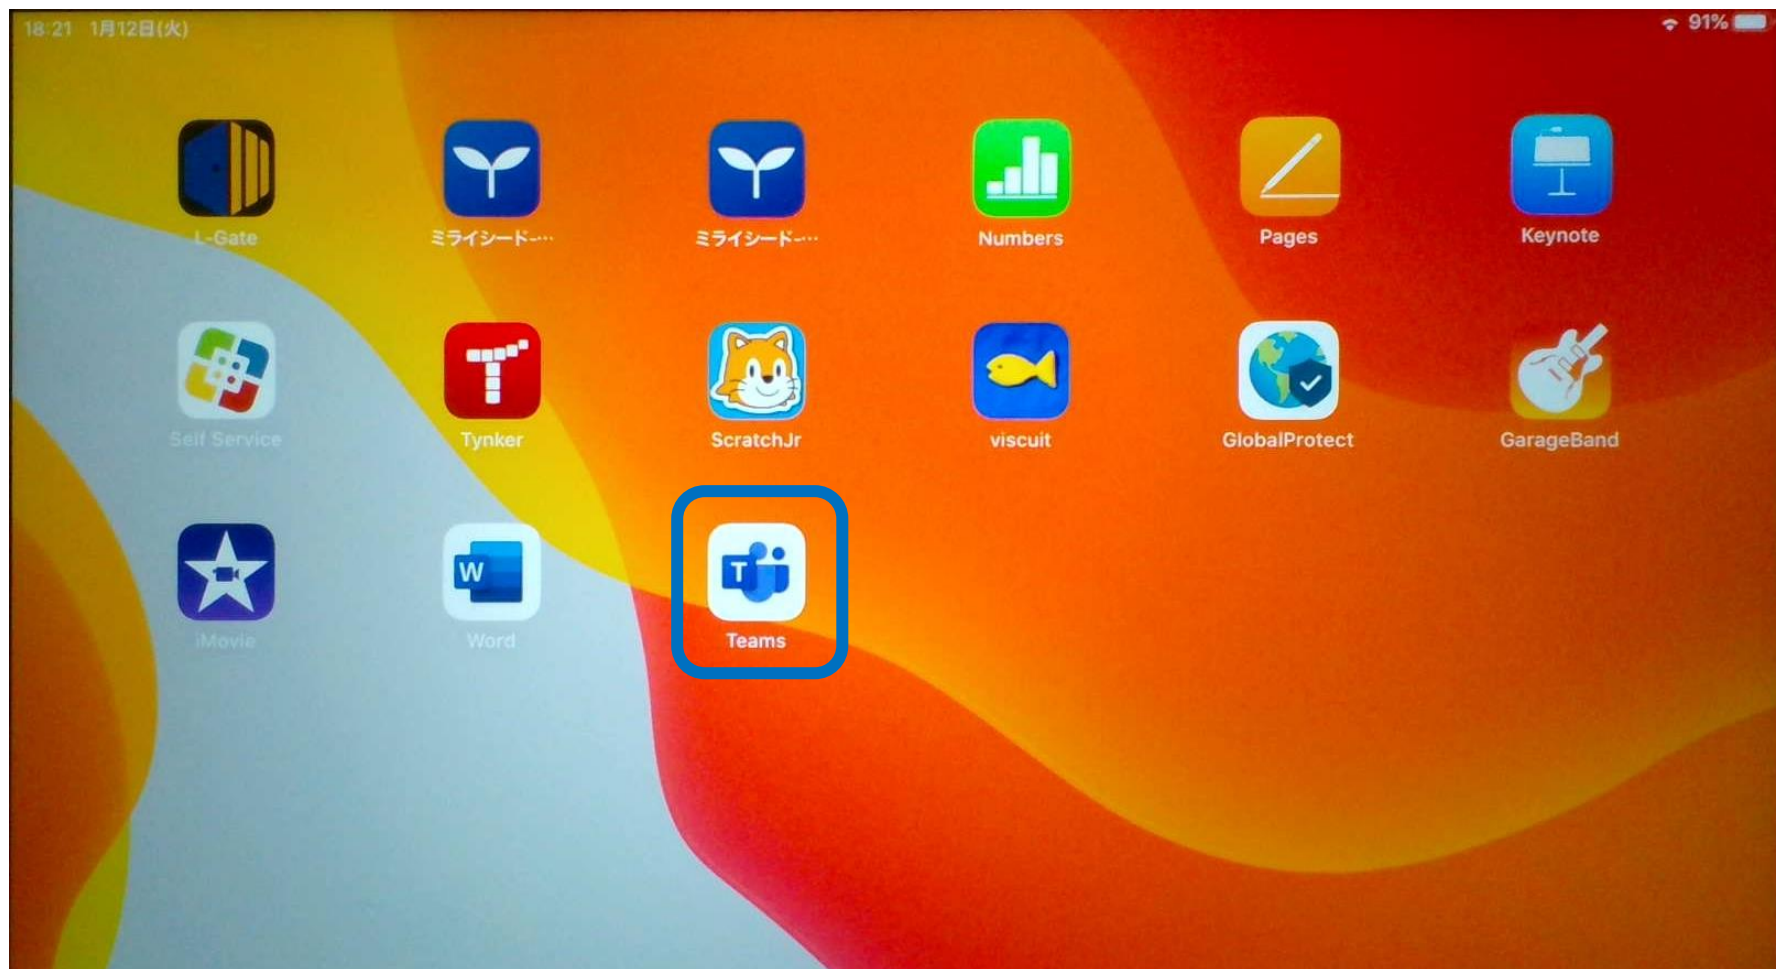 18:21 1月12日(火)
91%
L-Gate
ミライシード-…
ミライシード-…
Numbers
Pages
Keynote
Self Service
Tynker
ScratchJr
viscuit
GlobalProtect
GarageBand
iMovie
W
Word
T
Teams